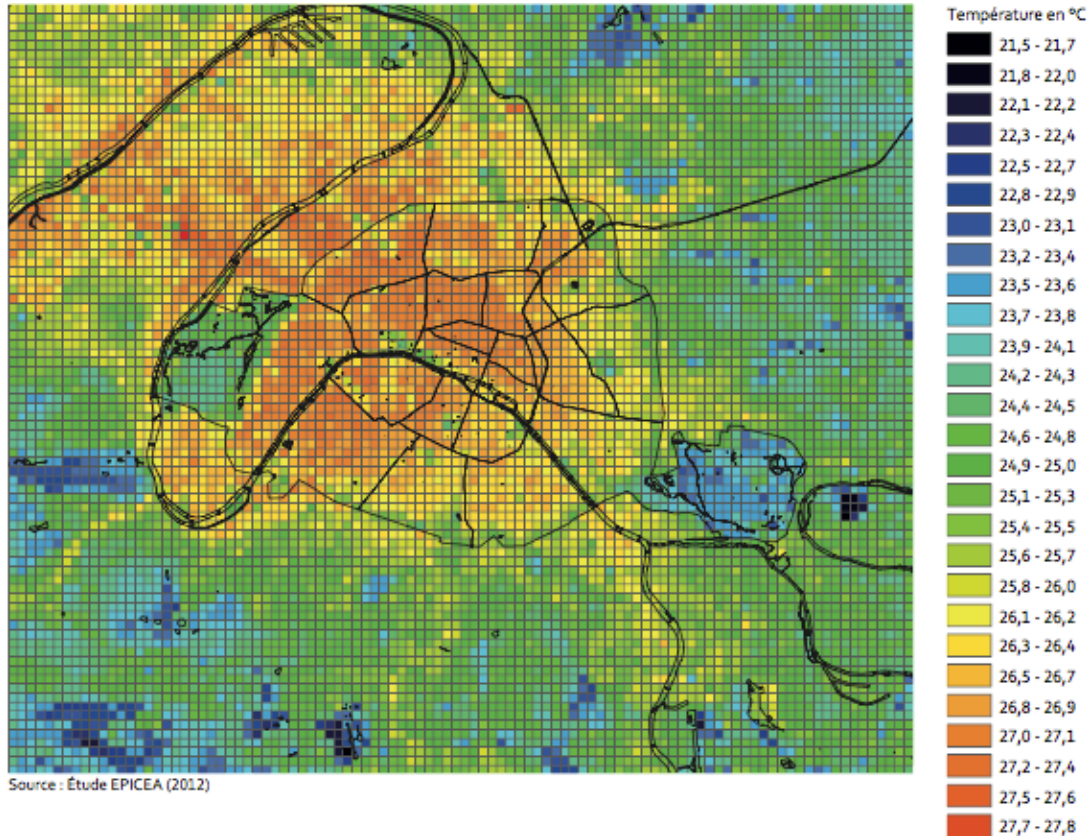 Température en °C
21,5 - 21,7
21,8 - 22,0
22,1 - 22,2
22,3 - 22,4
22,5 - 22,7
22,8 - 22,9
23,0 - 23,1
23,2 - 23,4
23,5 - 23,6
23,7 - 23,8
23,9 - 24,1
24,2 - 24,3
24,4 - 24,5
24,6 - 24,8
24,9 - 25,0
25,1 - 25,3
25,4 - 25,5
25,6 - 25,7
25,8 - 26,0
26,1 - 26,2
26,3 - 26,4
26,5 - 26,7
26,8 - 26,9
27,0 - 27,1
27,2 - 27,4
27,5 - 27,6
27,7 - 27,8
Source : Étude EPICEA (2012)